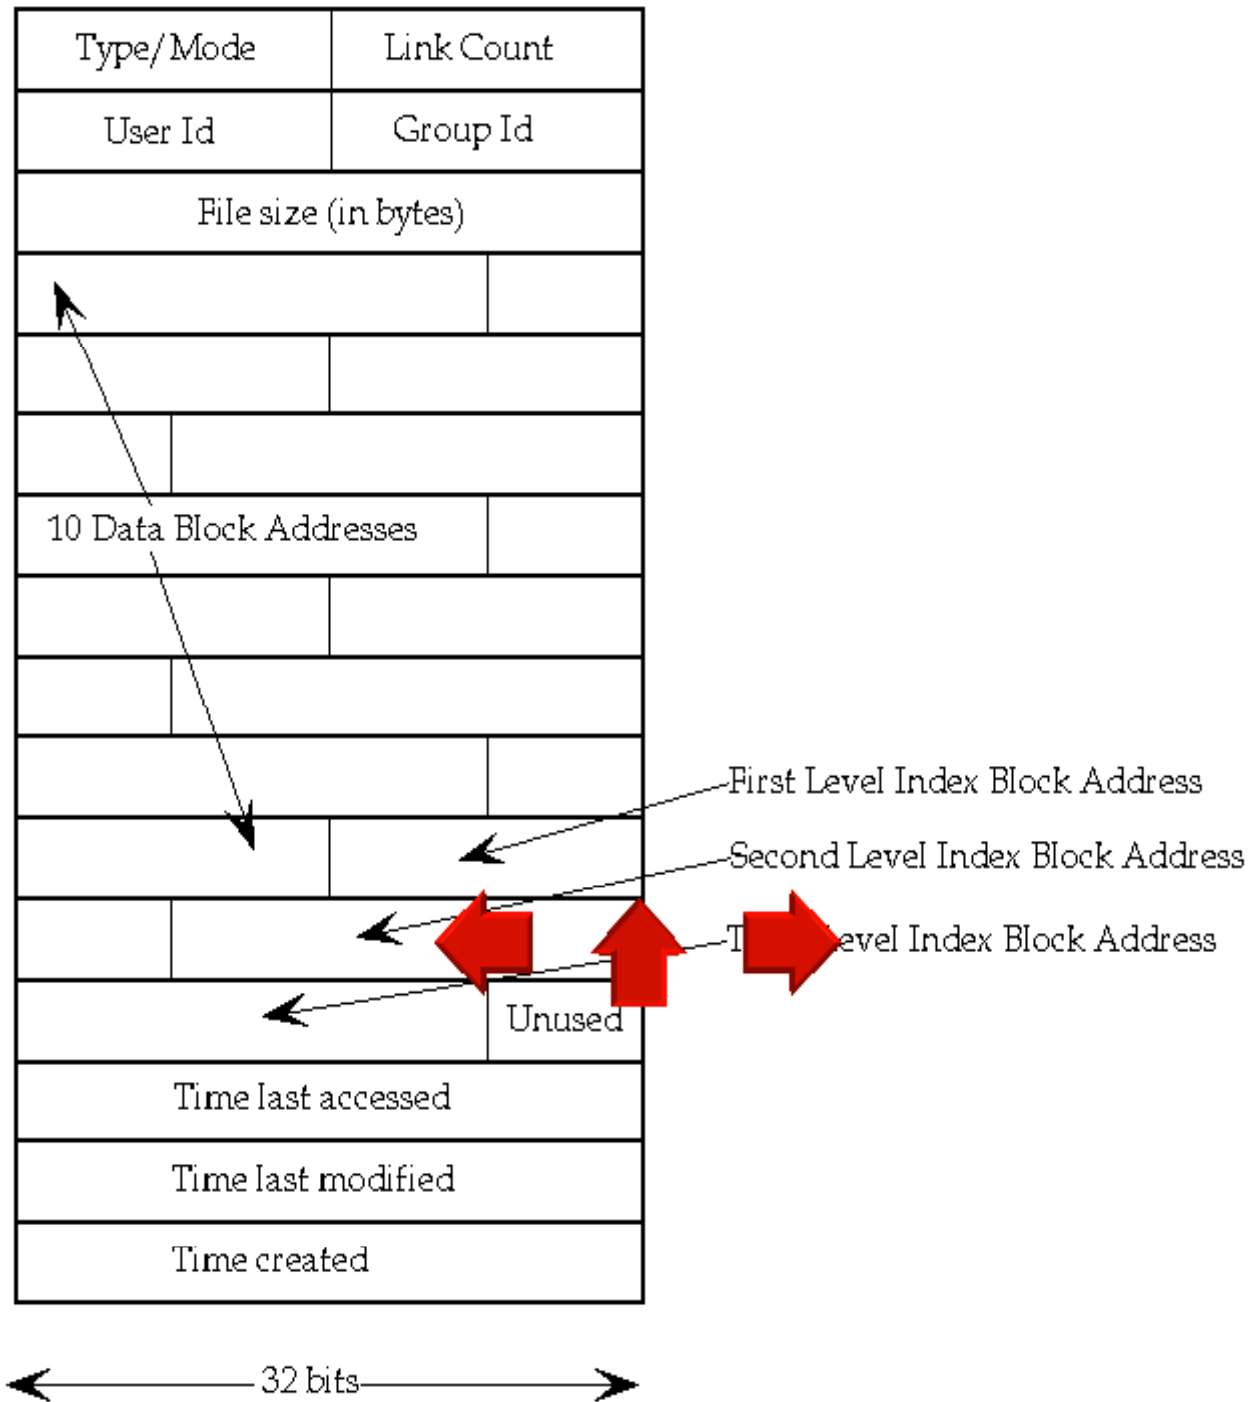 Type/Mode
Link Count
User Id
Group Id
File size (in bytes)
10 Data Block Addresses
First Level Index Block Address
Second Level Index Block Address
Level Index Block Address
Unused
Time last accessed
Time last modified
Time created
32 bits